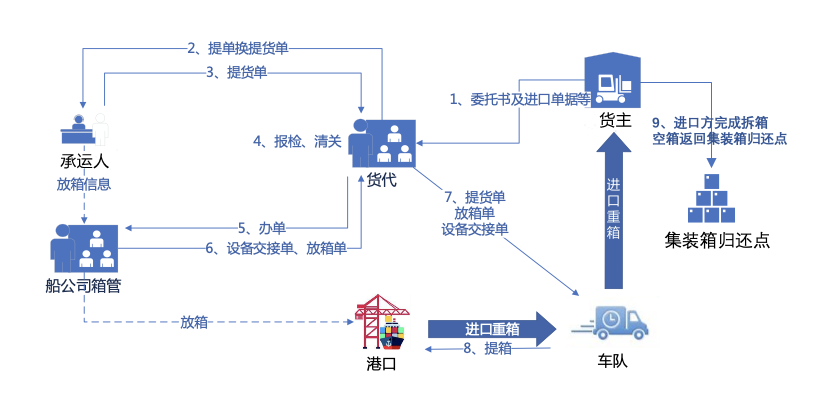 2、提单换提货单
3、提货单
1、委托书及进口单据等
货主
9、进口方完成拆箱
空箱返回集装箱归还点
4、报检、清关
承运人
货代
放箱信息
7、提货单
放箱单
设备交接单
进口重箱
5、办单
6、设备交接单、放箱单
集装箱归还点
船公司箱管
放箱
进口重箱
8、提箱
港口
车队